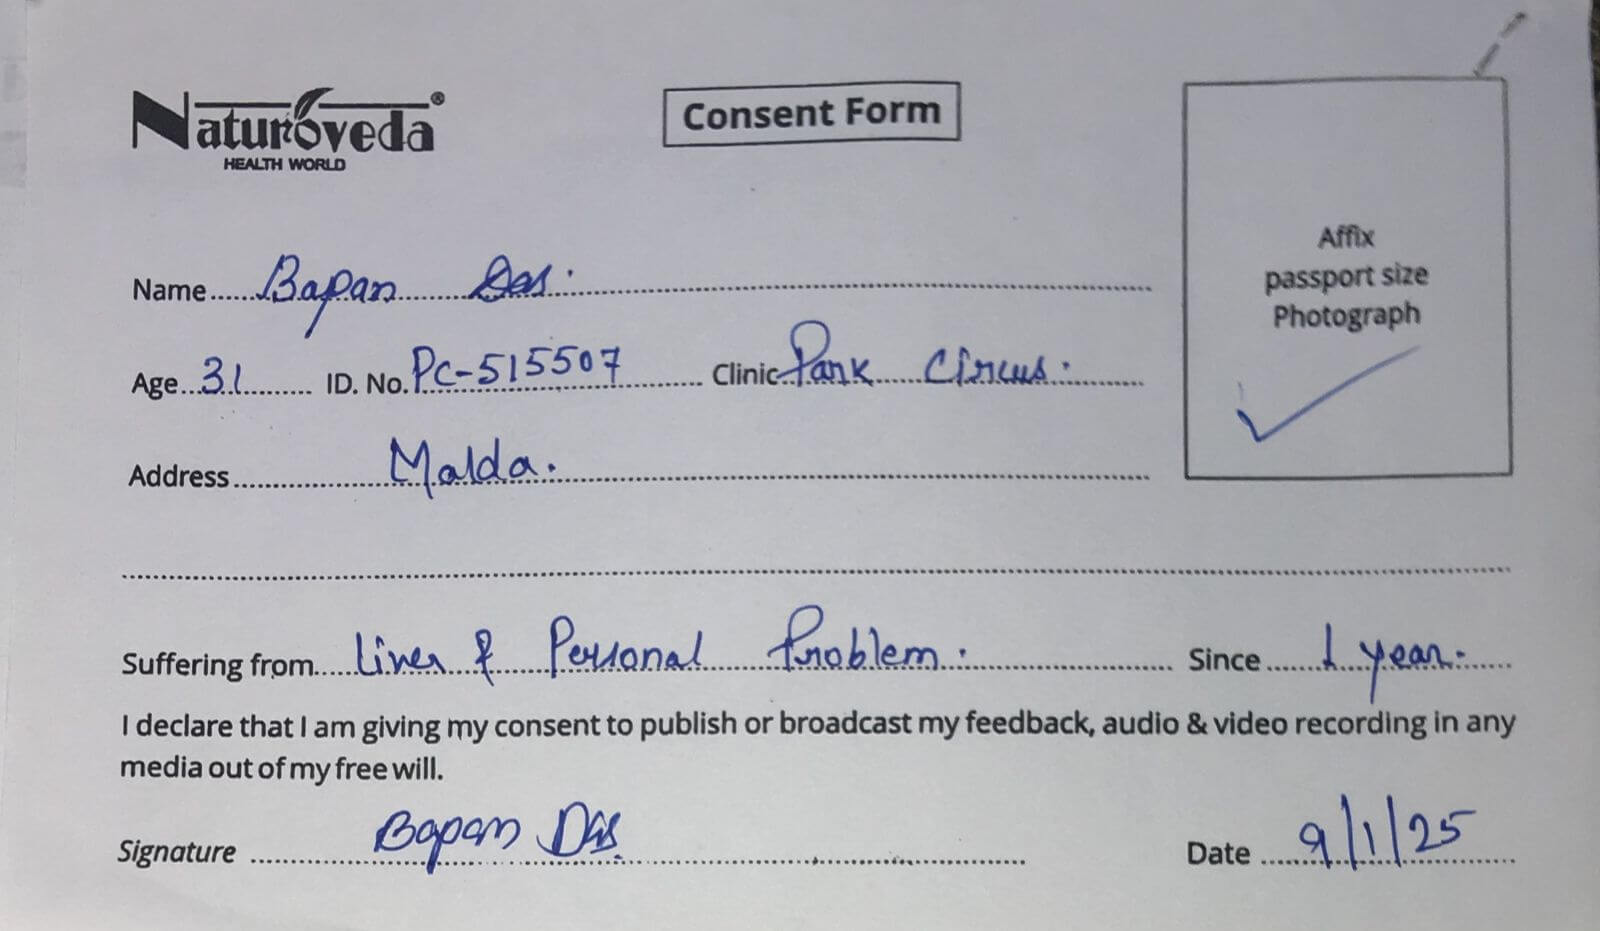 Naturoveda®
HEALTH WORLD
Consent Form
Affix
passport size
Photograph
Name Bapan Das.
Age 31 ID. No. PC-515507 Clinic Park Circus.
Address Malda.
Suffering from Liver & Personal Problem. Since 1 year.
I declare that I am giving my consent to publish or broadcast my feedback, audio & video recording in any
media out of my free will.
Signature Bapan Das. Date 9/1/25